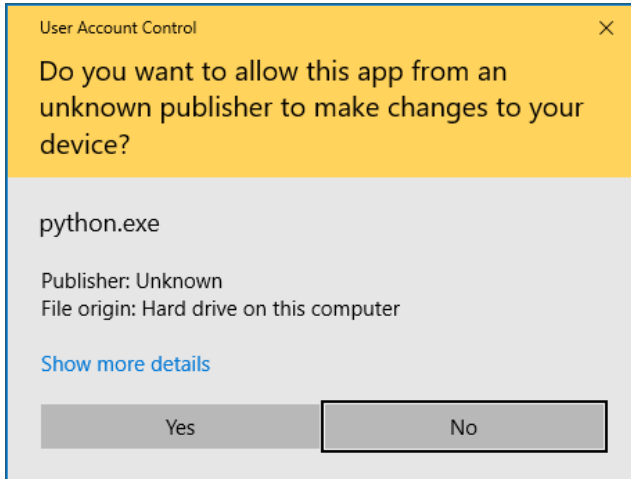 User Account Control
Do you want to allow this app from an
unknown publisher to make changes to your
device?
python.exe
Publisher: Unknown
File origin: Hard drive on this computer
Show more details
Yes
No